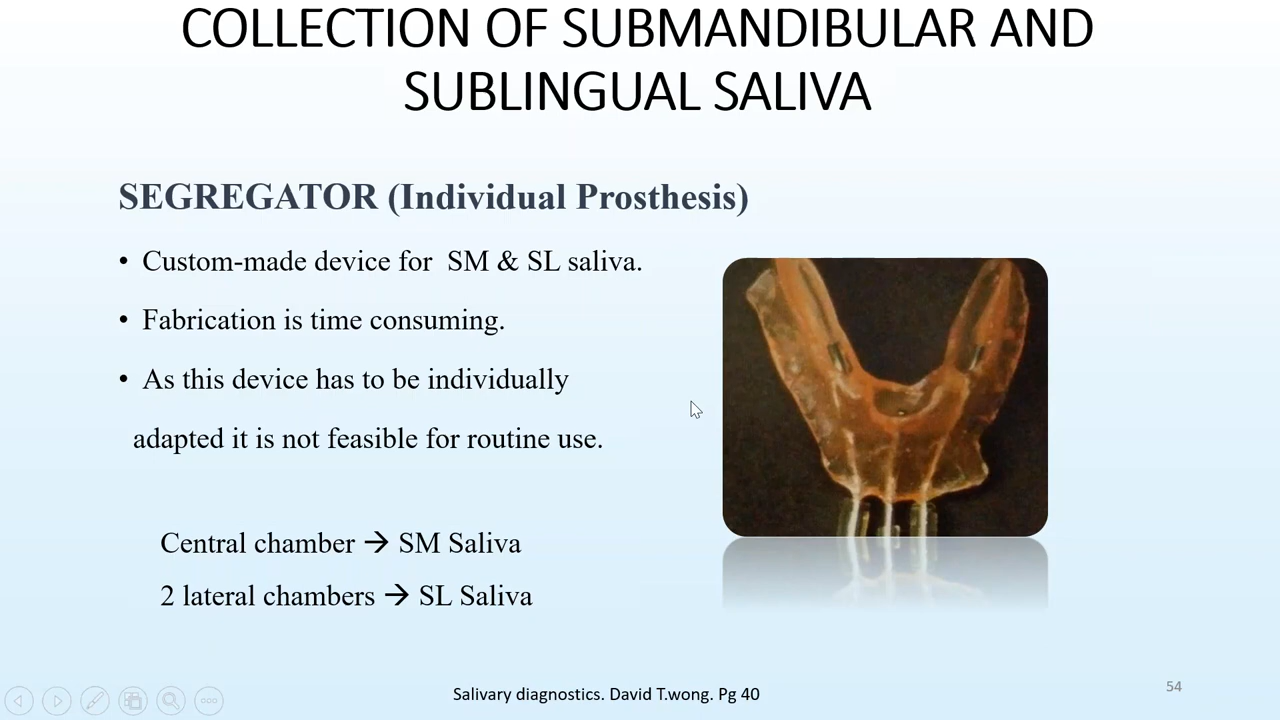 COLLECTION OF SUBMANDIBULAR AND
SUBLINGUAL SALIVA
SEGREGATOR (Individual Prosthesis)
• Custom-made device for SM & SL saliva.
• Fabrication is time consuming.
• As this device has to be individually
adapted it is not feasible for routine use.
Central chamber → SM Saliva
2 lateral chambers → SL Saliva
Salivary diagnostics. David T.wong. Pg 40
54